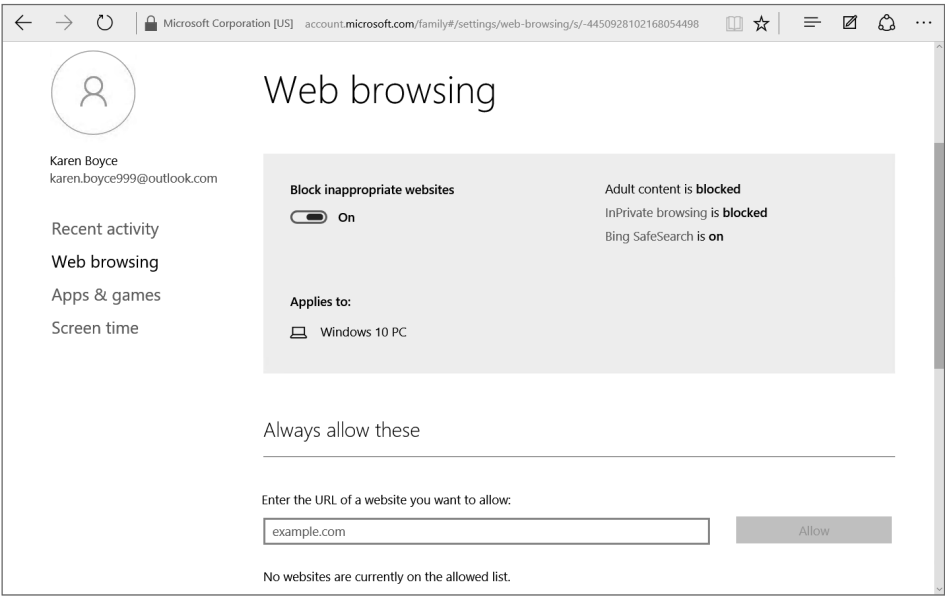 Microsoft Corporation [US] account.microsoft.com/family#/settings/web-browsing/s/-4450928102168054498
Web browsing
Karen Boyce
karen.boyce999@outlook.com
Recent activity
Web browsing
Apps & games
Screen time
Block inappropriate websites
On
Adult content is blocked
InPrivate browsing is blocked
Bing SafeSearch is on
Applies to:
Windows 10 PC
Always allow these
Enter the URL of a website you want to allow:
example.com
Allow
No websites are currently on the allowed list.